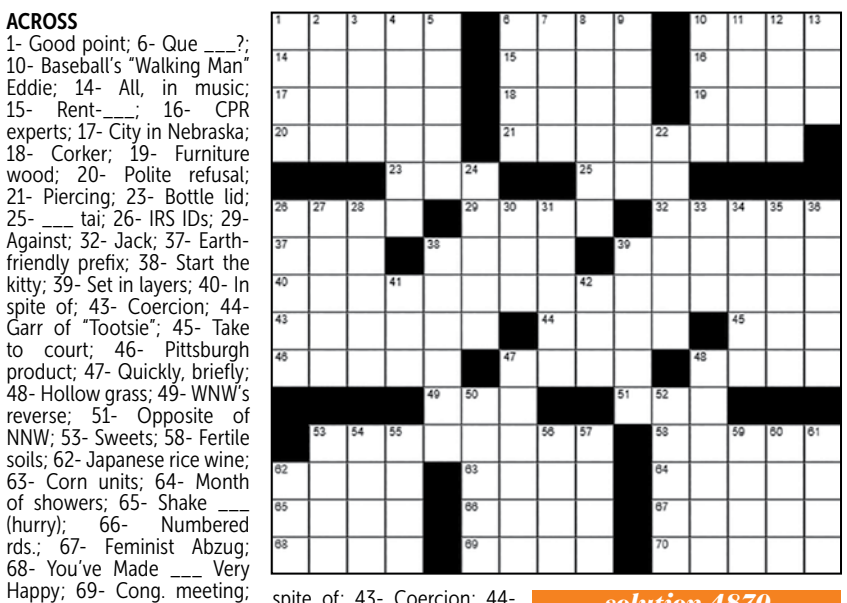 ACROSS
1- Good point; 6- Que ___?;
10- Baseball's "Walking Man"
Eddie; 14- All, in music;
15- Rent-___; 16- CPR
experts; 17- City in Nebraska;
18- Corker; 19- Furniture
wood; 20- Polite refusal;
21- Piercing; 23- Bottle lid;
25- ___ tai; 26- IRS IDs; 29-
Against; 32- Jack; 37- Earth-
friendly prefix; 38- Start the
kitty; 39- Set in layers; 40- In
spite of; 43- Coercion; 44-
Garr of "Tootsie"; 45- Take
to court; 46- Pittsburgh
product; 47- Quickly, briefly;
48- Hollow grass; 49- WNW's
reverse; 51- Opposite of
NNW; 53- Sweets; 58- Fertile
soils; 62- Japanese rice wine;
63- Corn units; 64- Month
of showers; 65- Shake ___
(hurry); 66- Numbered
rds.; 67- Feminist Abzug;
68- You've Made ___ Very
Happy; 69- Cong. meeting;
1 2 3 4 5 6 7 8 9 10 11 12 13
14 15 16
17 18 19
20 21 22
23 24 25
26 27 28 29 30 31 32 33 34 35 36
37 38 39
40 41 42
43 44 45
46 47 48
49 50 51 52
53 54 55 56 57 58 59 60 61
62 63 64
65 66 67
68 69 70
spite of; 43- Coercion; 44-
solution 4870